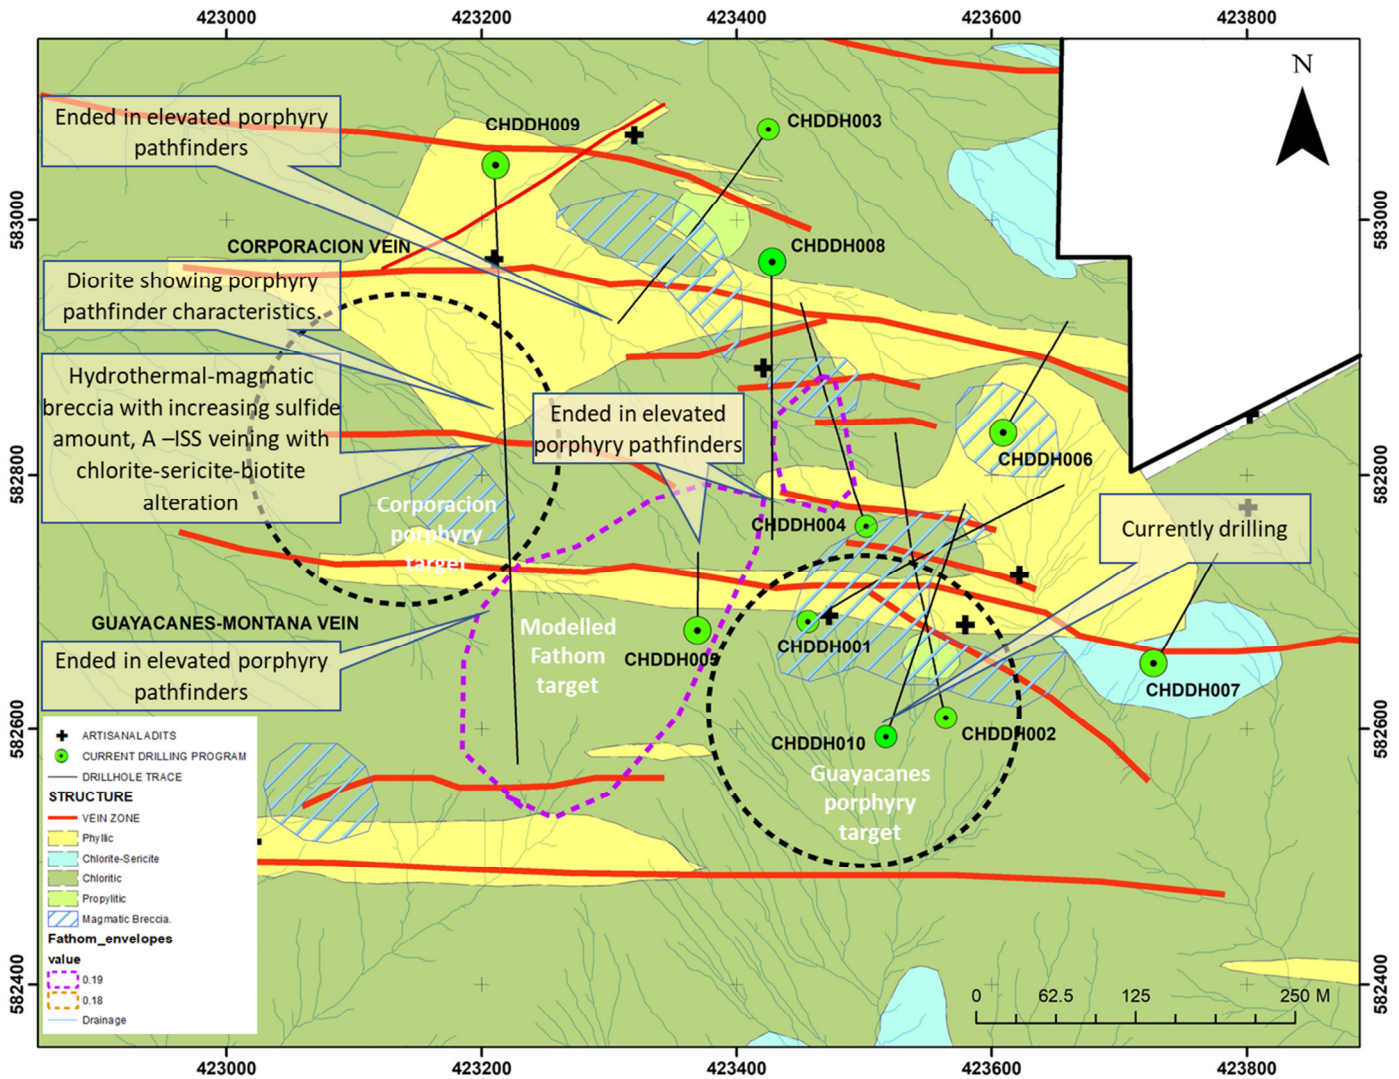 423000
423200
423400
423600
423800
N
583000
583000
582800
582800
582600
582600
582400
582400
Ended in elevated porphyry
pathfinders
CHDDH009
CHDDH003
CORPORACION VEIN
CHDDH008
Diorite showing porphyry
pathfinder characteristics.
Hydrothermal-magmatic
breccia with increasing sulfide
amount, A –ISS veining with
chlorite-sericite-biotite
alteration
Ended in elevated
porphyry pathfinders
CHDDH006
Corporacion
porphyry
target
CHDDH004
Currently drilling
GUAYACANES-MONTANA VEIN
Modelled
Fathom
target
CHDDH005
CHDDH001
Ended in elevated porphyry
pathfinders
CHDDH007
CHDDH010
CHDDH002
Guayacanes
porphyry
target
ARTISANAL ADITS
CURRENT DRILLING PROGRAM
DRILLHOLE TRACE
STRUCTURE
VEIN ZONE
Phyllic
Chlorite-Sericite
Chloritic
Propylitic
Magmatic Breccia.
Fathom_envelopes
value
0.19
0.18
Drainage
0 62.5 125 250 M
423000
423200
423400
423600
423800